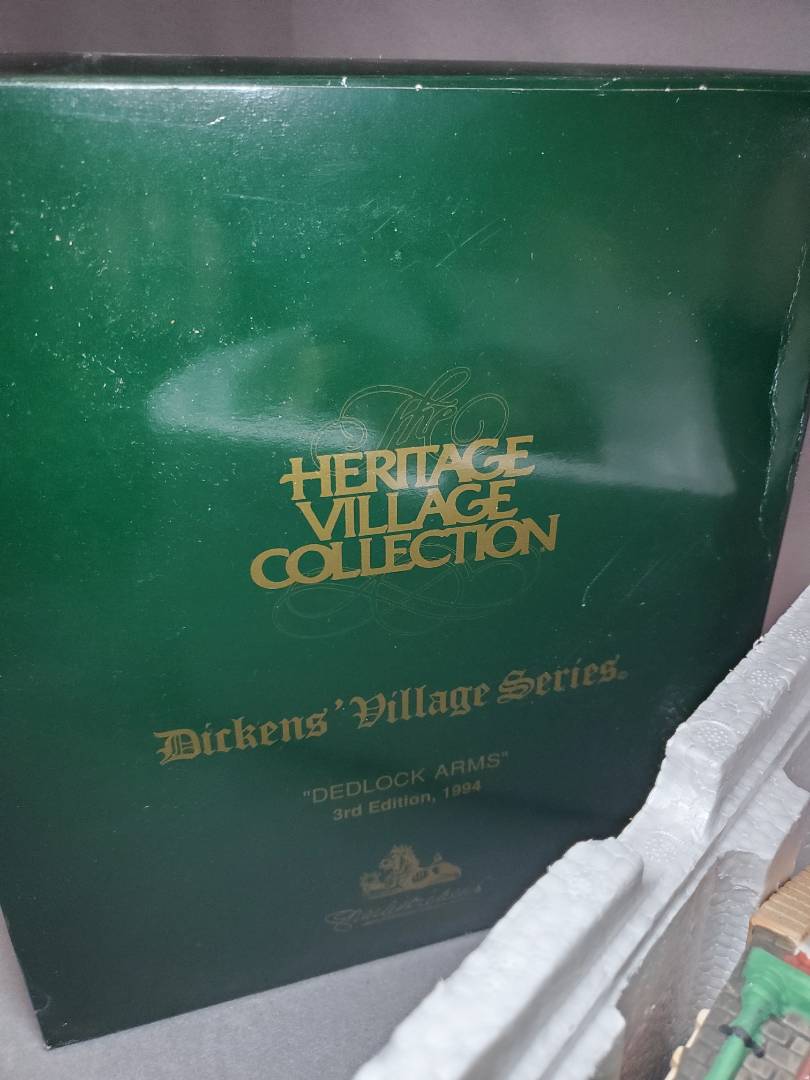 The
HERITAGE
VILLAGE
COLLECTION®
Dickens' Village Series®
"DEDLOCK ARMS"
3rd Edition, 1994